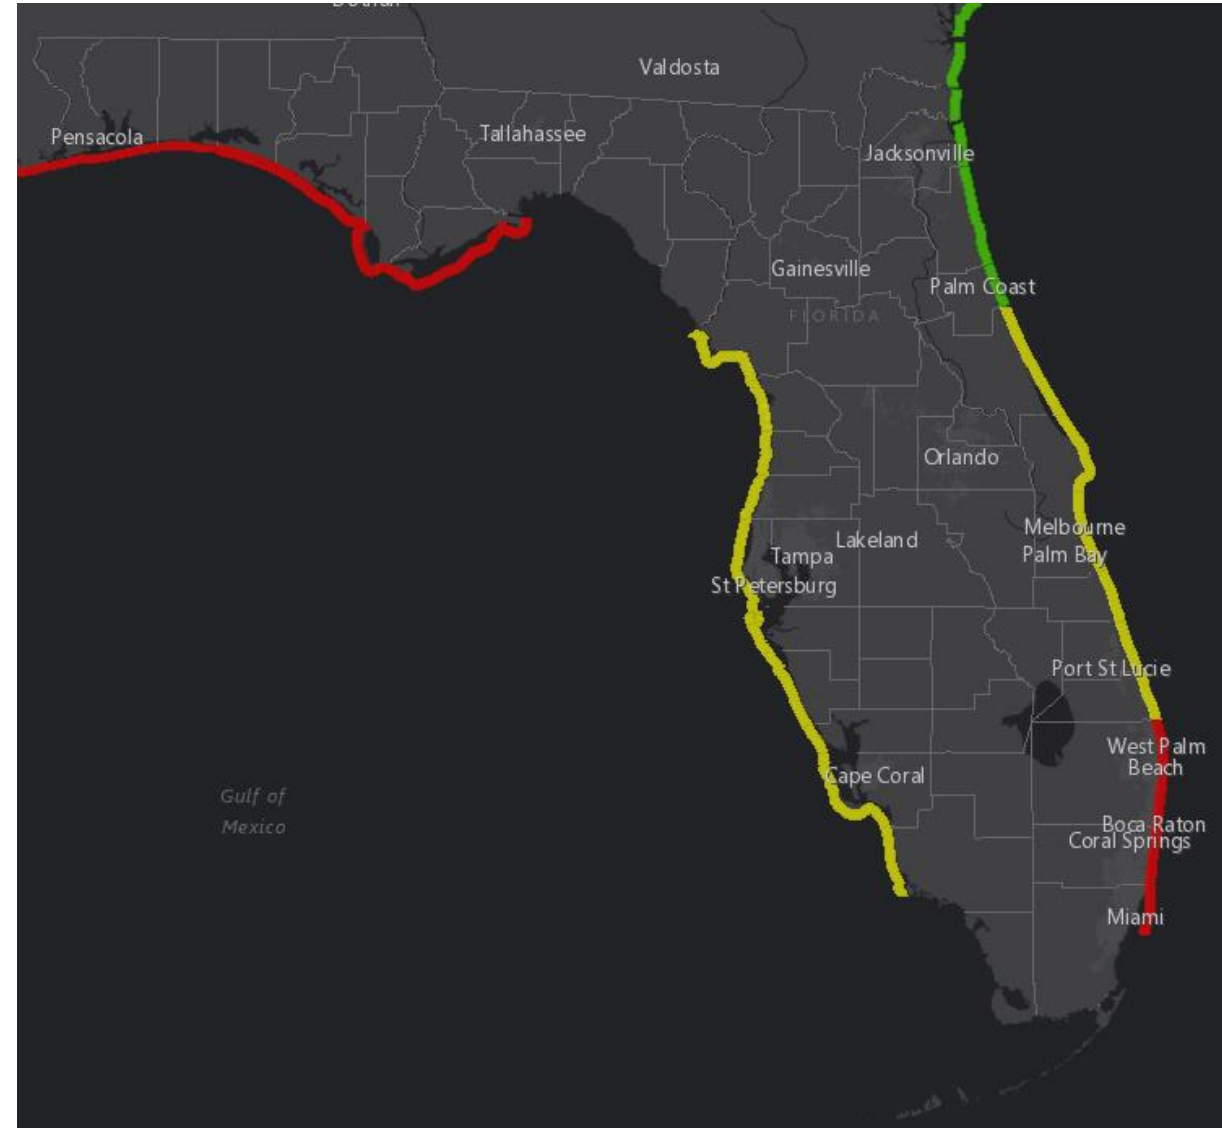 Dothan
Valdosta
Pensacola
Tallahassee
Jacksonville
Gainesville
Palm Coast
FLORIDA
Orlando
Melbourne
Lakeland
Tampa
Palm Bay
St Petersburg
Port St Lucie
West Palm
Beach
Cape Coral
Gulf of
Mexico
Boca Raton
Coral Springs
Miami